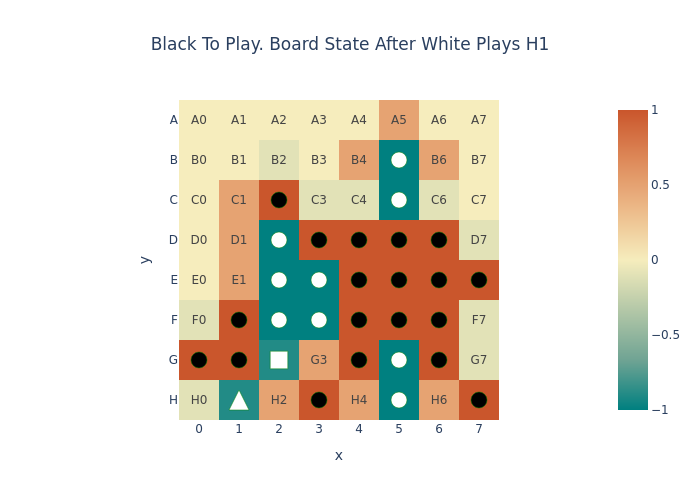 Black To Play. Board State After White Plays H1
A A0 A1 A2 A3 A4 A5 A6 A7
B B0 B1 B2 B3 B4 B6 B7
C C0 C1 C3 C4 C6 C7
D D0 D1 D7
E E0 E1
F F0 F7
G G3 G7
H H0 H2 H4 H6
0 1 2 3 4 5 6 7
x
y
1
0.5
0
−0.5
−1